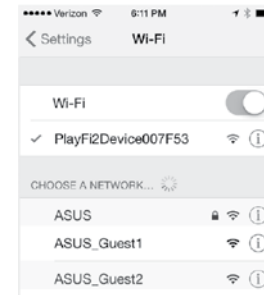 Verizon 6:11 PM
Settings Wi-Fi
Wi-Fi
PlayFi2Device007F53
CHOOSE A NETWORK...
ASUS
ASUS_Guest1
ASUS_Guest2